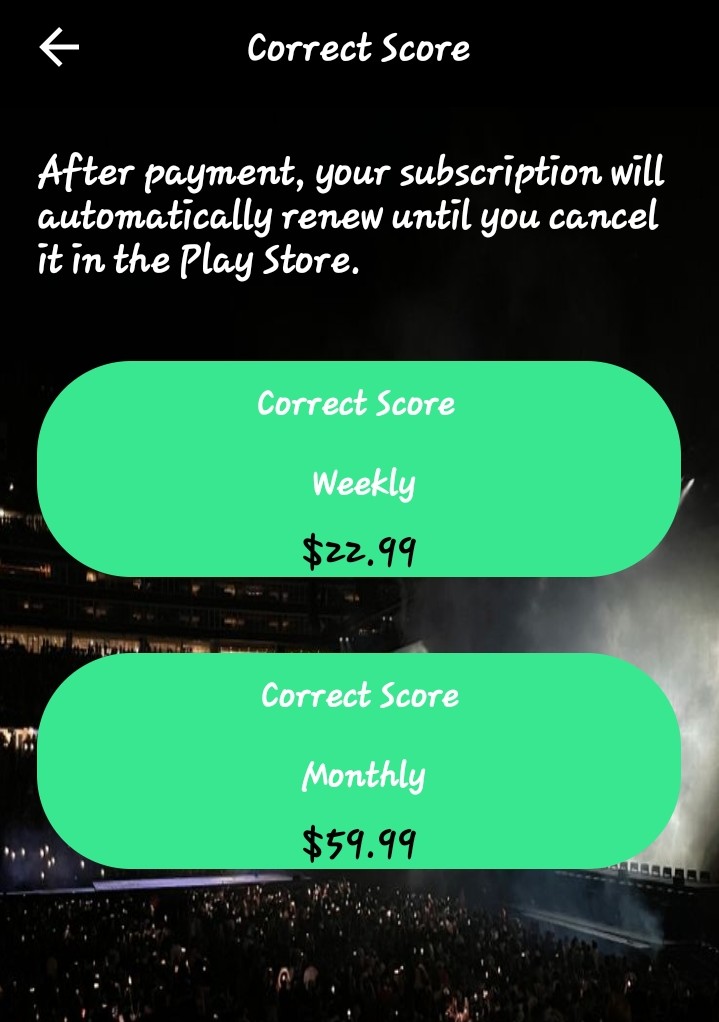 Correct Score
After payment, your subscription will
automatically renew until you cancel
it in the Play Store.
Correct Score
Weekly
$22.99
Correct Score
Monthly
$59.99